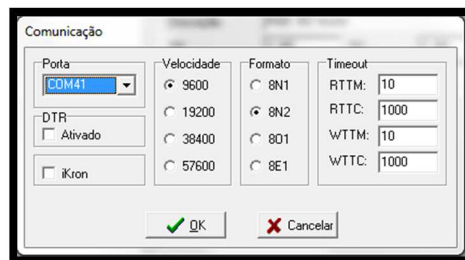 Comunicação
Porta
COM41
DTR
Ativado
iKron
Velocidade
9600
19200
38400
57600
Formato
8N1
8N2
8O1
8E1
Timeout
RTTM: 10
RTTC: 1000
WTTM: 10
WTTC: 1000
OK
Cancelar